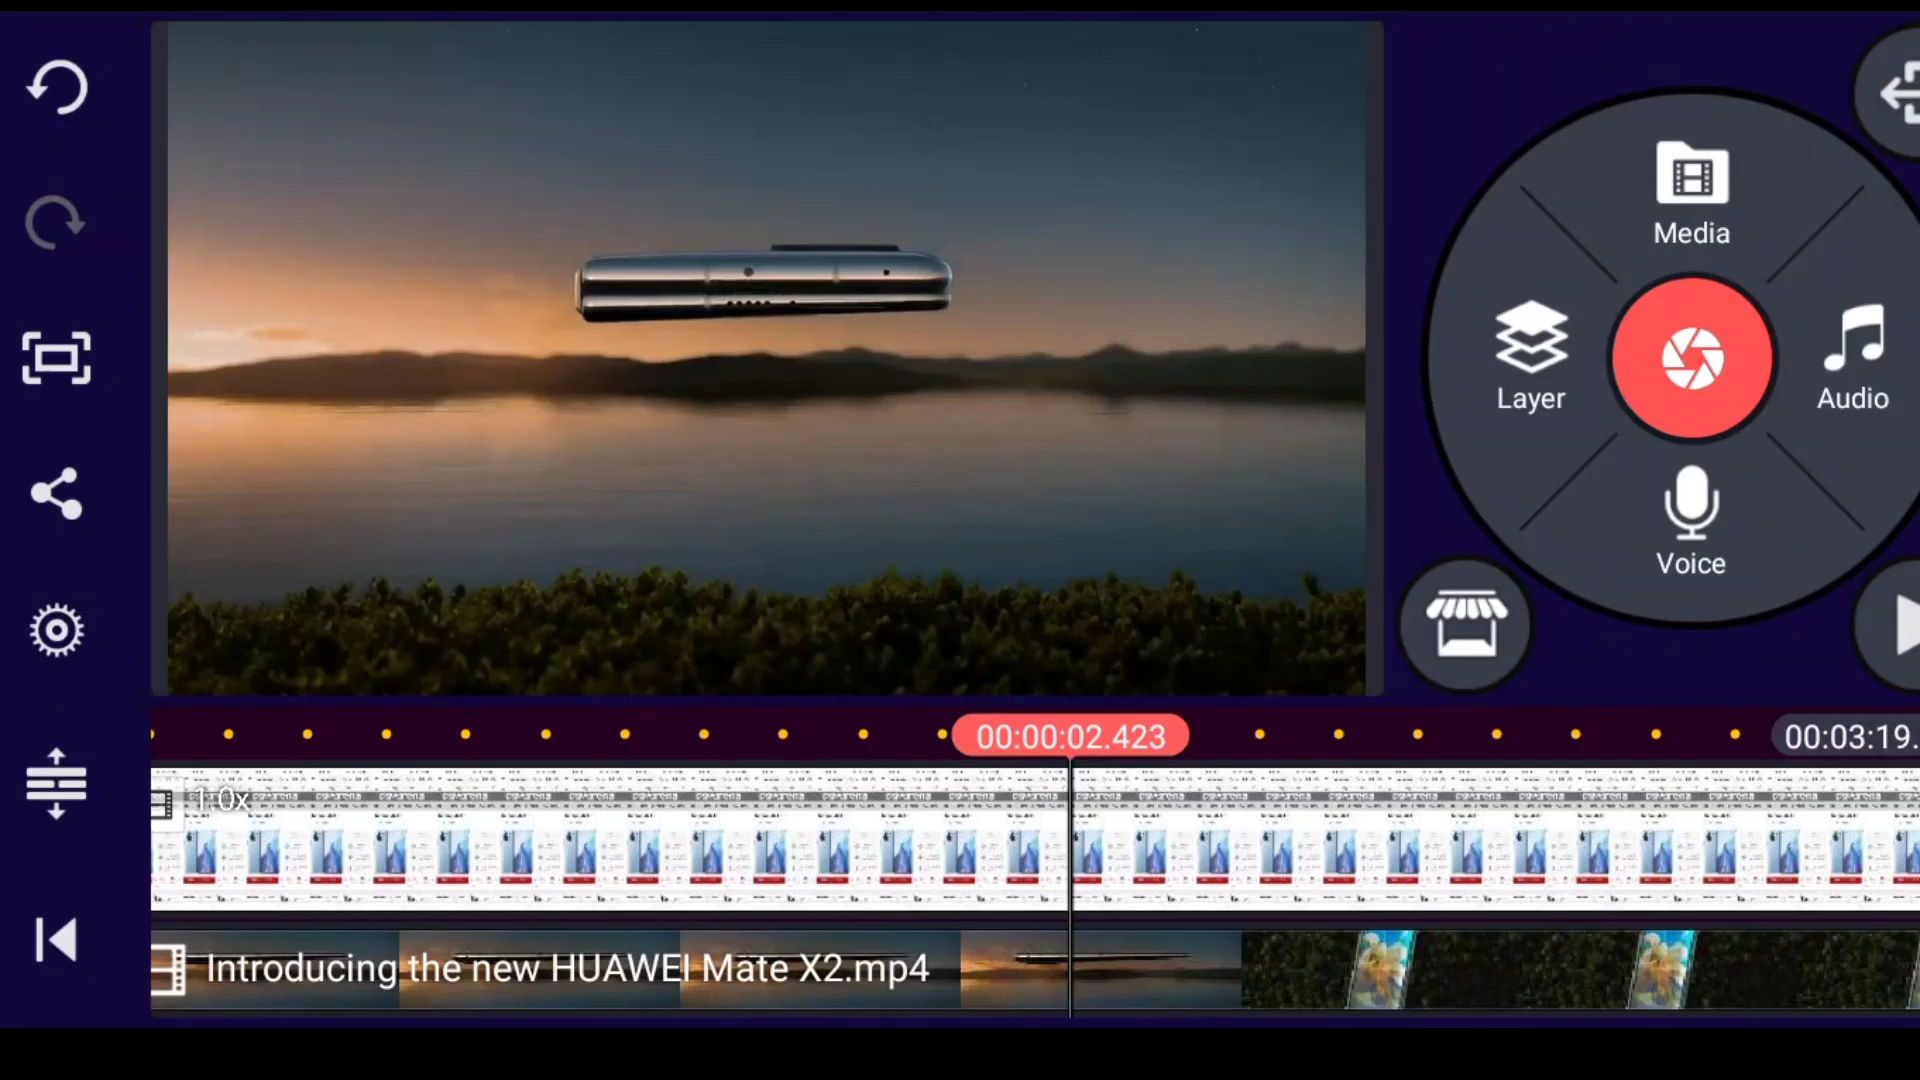 Media
Layer
Audio
Voice
00:00:02.423
00:03:19.
1.0x
Introducing the new HUAWEI Mate X2.mp4